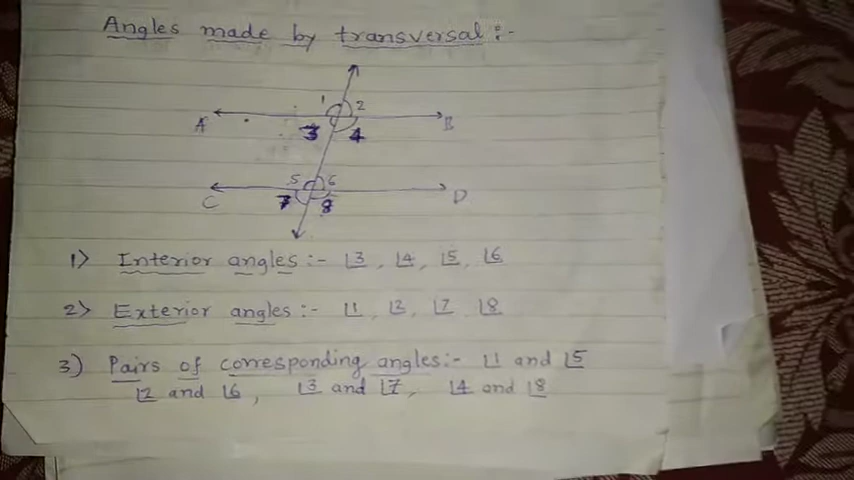 Angles made by transversal :-
1 2
A B
3 4
5 6
C D
7 8
1> Interior angles :- ∠3, ∠4, ∠5, ∠6
2> Exterior angles :- ∠1, ∠2, ∠7, ∠8
3) Pairs of corresponding angles:- ∠1 and ∠5
∠2 and ∠6, ∠3 and ∠7, ∠4 and ∠8